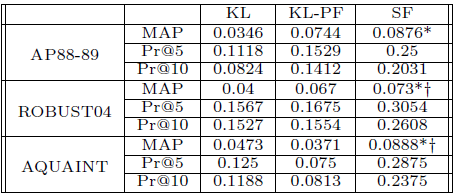 KL KL-PF SF
AP88-89 MAP 0.0346 0.0744 0.0876*
Pr@5 0.1118 0.1529 0.25
Pr@10 0.0824 0.1412 0.2031
ROBUST04 MAP 0.04 0.067 0.073*†
Pr@5 0.1567 0.1675 0.3054
Pr@10 0.1527 0.1554 0.2608
AQUAINT MAP 0.0473 0.0371 0.0888*†
Pr@5 0.125 0.075 0.2875
Pr@10 0.1188 0.0813 0.2375